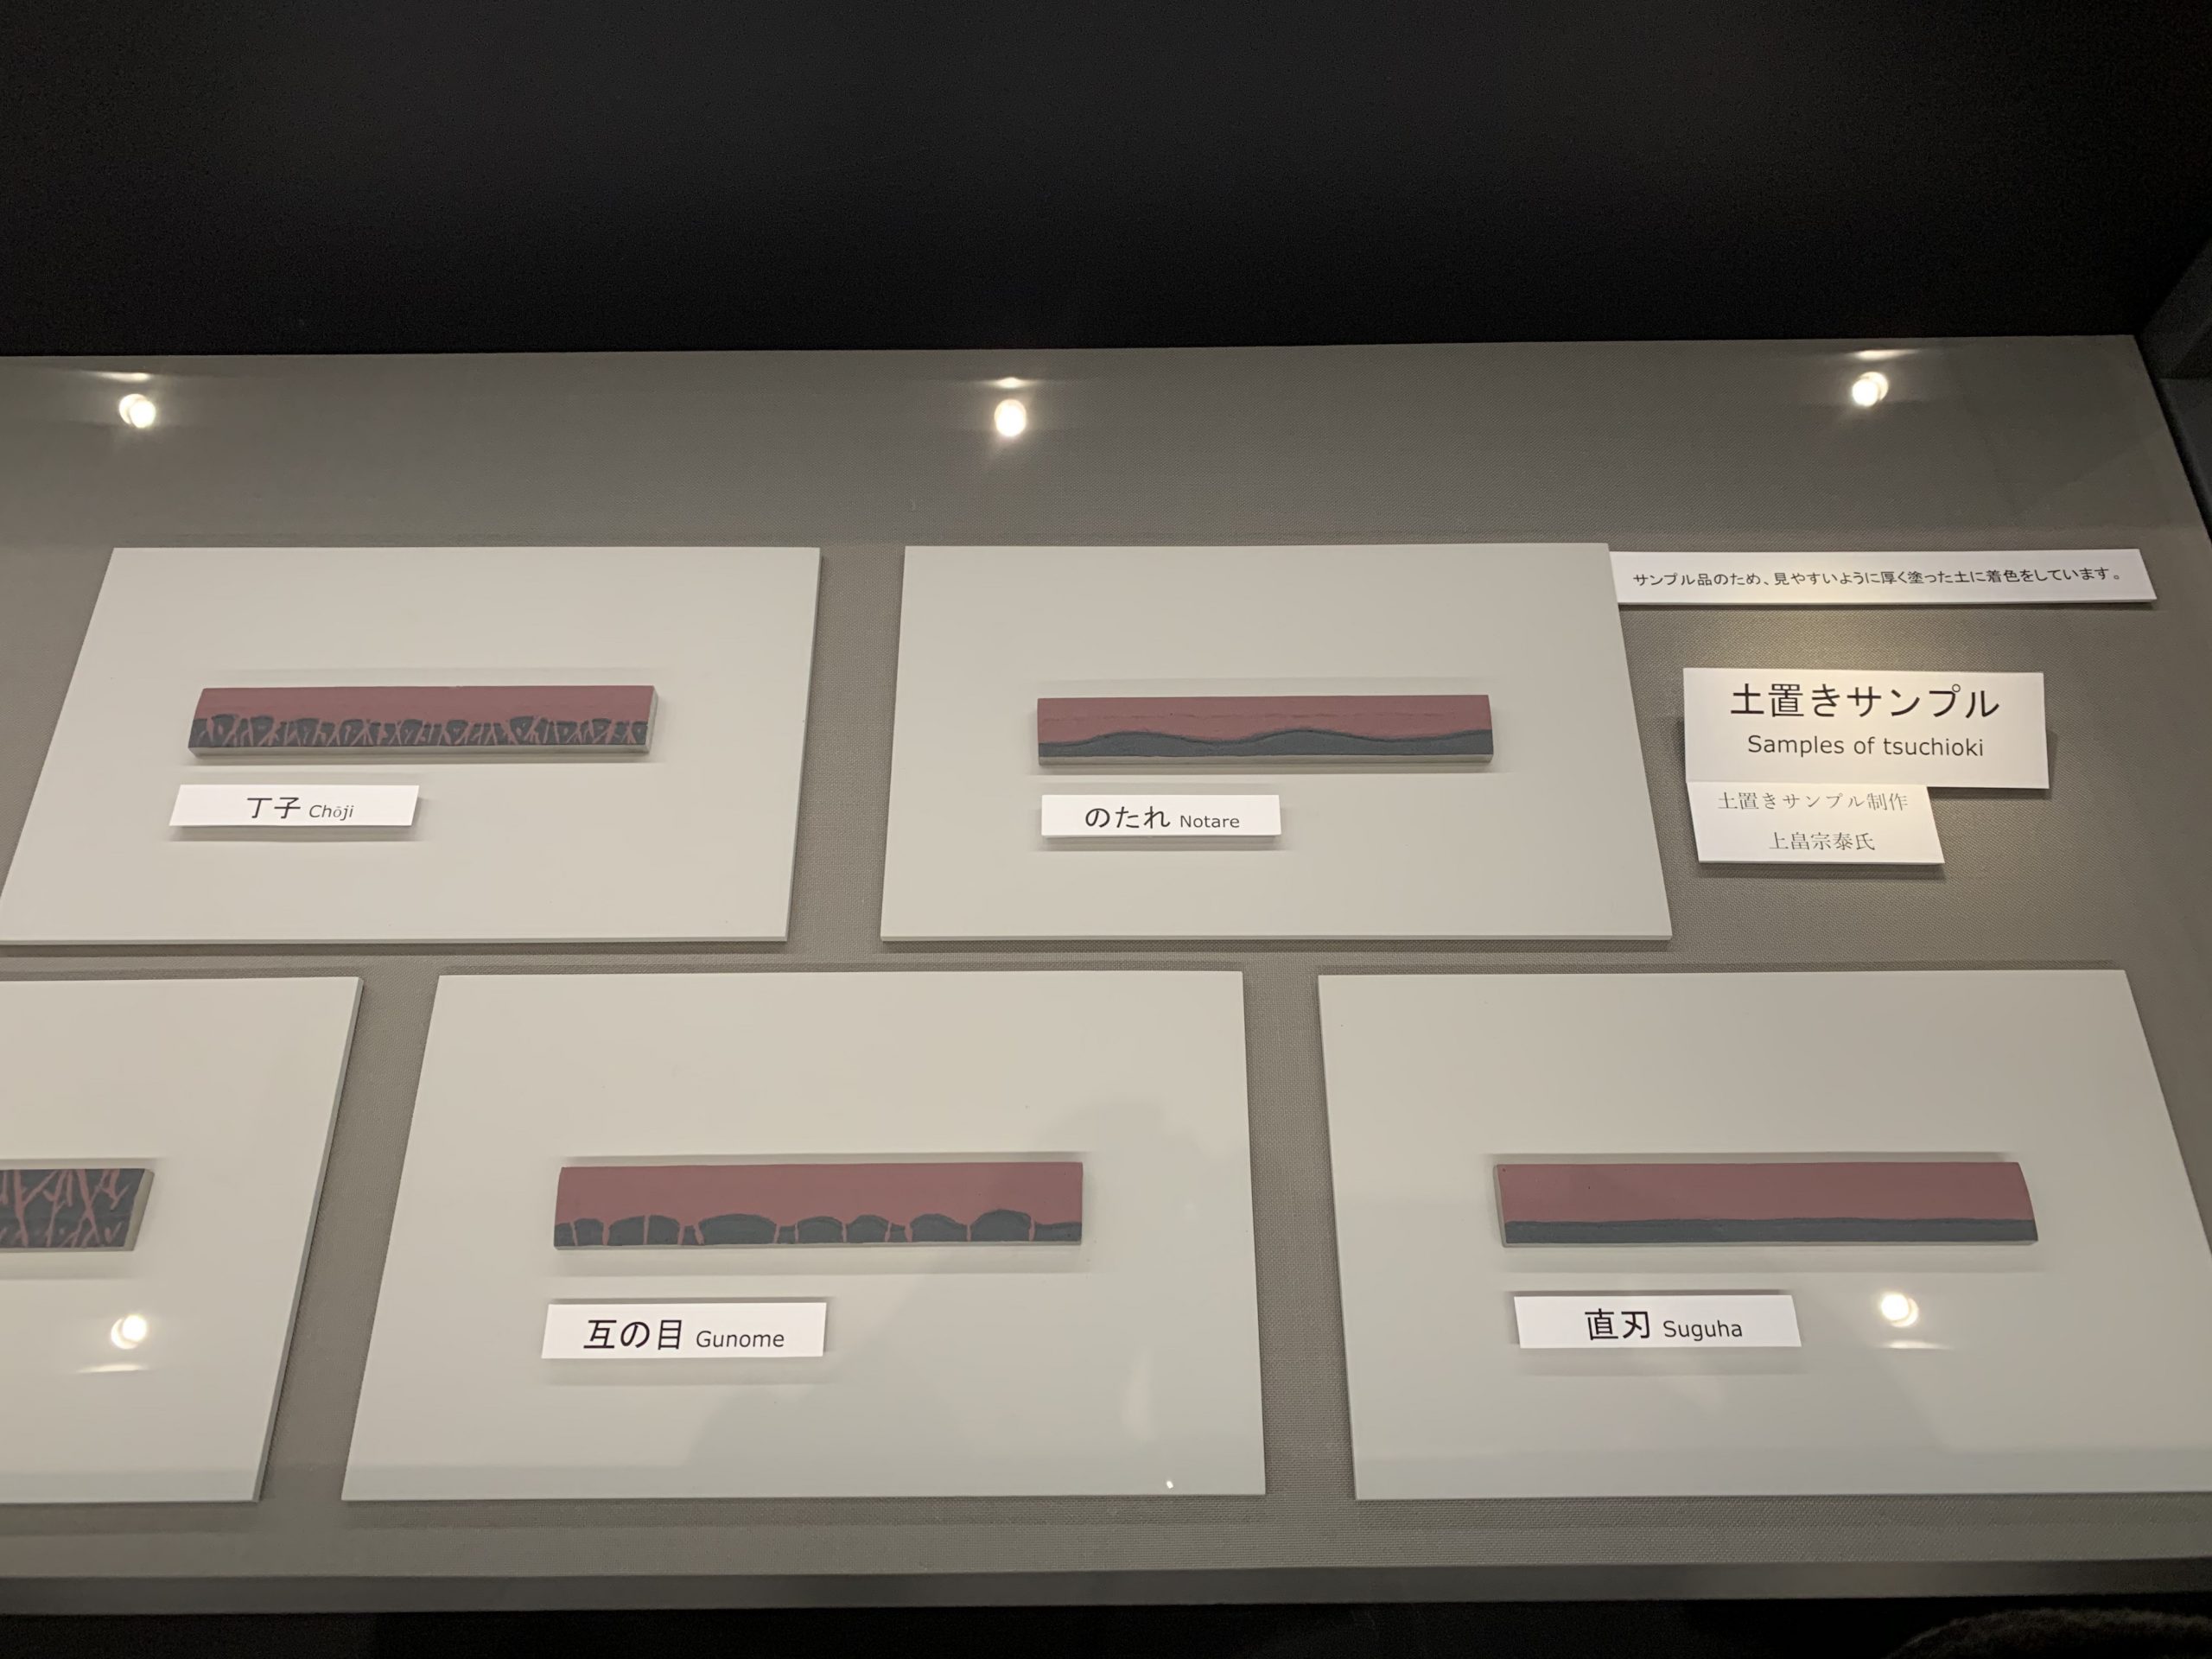 サンプル品のため、見やすいように厚く塗った土に着色をしています。
土置きサンプル
Samples of tsuchioki
土置きサンプル制作
上畠宗泰氏
丁子 Chōji
のたれ Notare
互の目 Gunome
直刃 Suguha